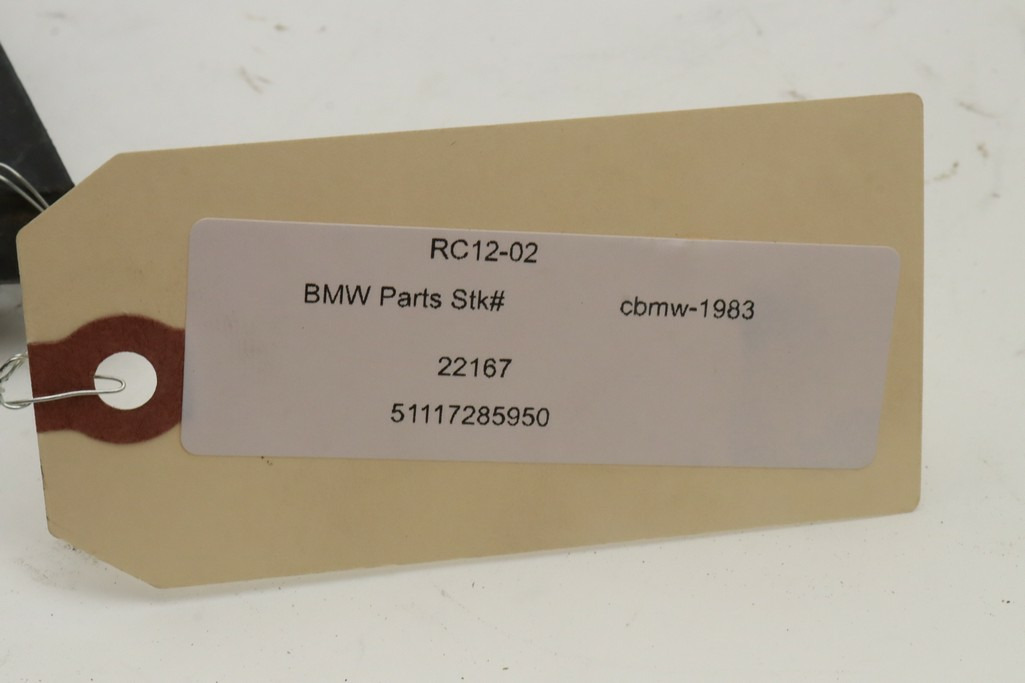 RC12-02
BMW Parts Stk# cbmw-1983
22167
51117285950